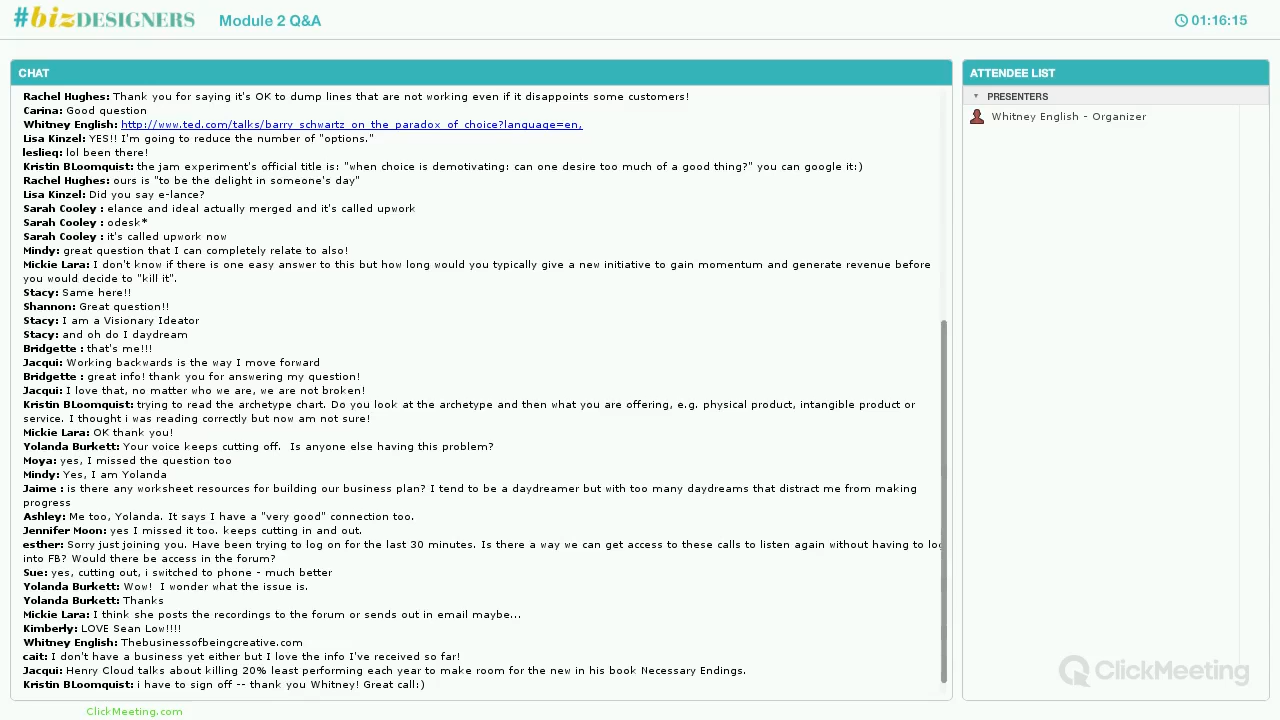 #bizDESIGNERS Module 2 Q&A 01:16:15
CHAT
Rachel Hughes: Thank you for saying it's OK to dump lines that are not working even if it disappoints some customers!
Carina: Good question
Whitney English: http://www.ted.com/talks/barry_schwartz_on_the_paradox_of_choice?language=en,
Lisa Kinzel: YES!! I'm going to reduce the number of "options."
leslieq: lol been there!
Kristin BLoomquist: the jam experiment's official title is: "when choice is demotivating: can one desire too much of a good thing?" you can google it:)
Rachel Hughes: ours is "to be the delight in someone's day"
Lisa Kinzel: Did you say e-lance?
Sarah Cooley : elance and ideal actually merged and it's called upwork
Sarah Cooley : odesk*
Sarah Cooley : it's called upwork now
Mindy: great question that I can completely relate to also!
Mickie Lara: I don't know if there is one easy answer to this but how long would you typically give a new initiative to gain momentum and generate revenue before
you would decide to "kill it".
Stacy: Same here!!
Shannon: Great question!!
Stacy: I am a Visionary Ideator
Stacy: and oh do I daydream
Bridgette : that's me!!!
Jacqui: Working backwards is the way I move forward
Bridgette : great info! thank you for answering my question!
Jacqui: I love that, no matter who we are, we are not broken!
Kristin BLoomquist: trying to read the archetype chart. Do you look at the archetype and then what you are offering, e.g. physical product, intangible product or
service. I thought i was reading correctly but now am not sure!
Mickie Lara: OK thank you!
Yolanda Burkett: Your voice keeps cutting off.  Is anyone else having this problem?
Moya: yes, I missed the question too
Mindy: Yes, I am Yolanda
Jaime : is there any worksheet resources for building our business plan? I tend to be a daydreamer but with too many daydreams that distract me from making
progress
Ashley: Me too, Yolanda. It says I have a "very good" connection too.
Jennifer Moon: yes I missed it too. keeps cutting in and out.
esther: Sorry just joining you. Have been trying to log on for the last 30 minutes. Is there a way we can get access to these calls to listen again without having to log
into FB? Would there be access in the forum?
Sue: yes, cutting out, i switched to phone - much better
Yolanda Burkett: Wow!  I wonder what the issue is.
Yolanda Burkett: Thanks
Mickie Lara: I think she posts the recordings to the forum or sends out in email maybe...
Kimberly: LOVE Sean Low!!!!
Whitney English: Thebusinessofbeingcreative.com
cait: I don't have a business yet either but I love the info I've received so far!
Jacqui: Henry Cloud talks about killing 20% least performing each year to make room for the new in his book Necessary Endings.
Kristin BLoomquist: i have to sign off -- thank you Whitney! Great call:)
ATTENDEE LIST
PRESENTERS
Whitney English - Organizer
ClickMeeting
ClickMeeting.com